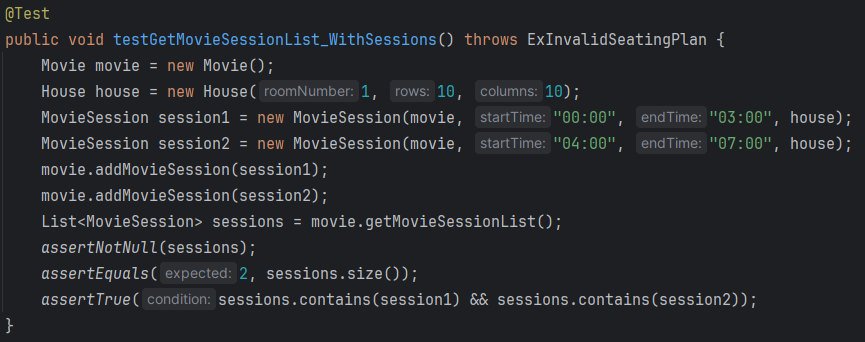 @Test
public void testGetMovieSessionList_WithSessions() throws ExInvalidSeatingPlan {
    Movie movie = new Movie();
    House house = new House( roomNumber: 1, rows: 10, columns: 10);
    MovieSession session1 = new MovieSession(movie, startTime: "00:00", endTime: "03:00", house);
    MovieSession session2 = new MovieSession(movie, startTime: "04:00", endTime: "07:00", house);
    movie.addMovieSession(session1);
    movie.addMovieSession(session2);
    List<MovieSession> sessions = movie.getMovieSessionList();
    assertNotNull(sessions);
    assertEquals( expected: 2, sessions.size());
    assertTrue( condition: sessions.contains(session1) && sessions.contains(session2));
}